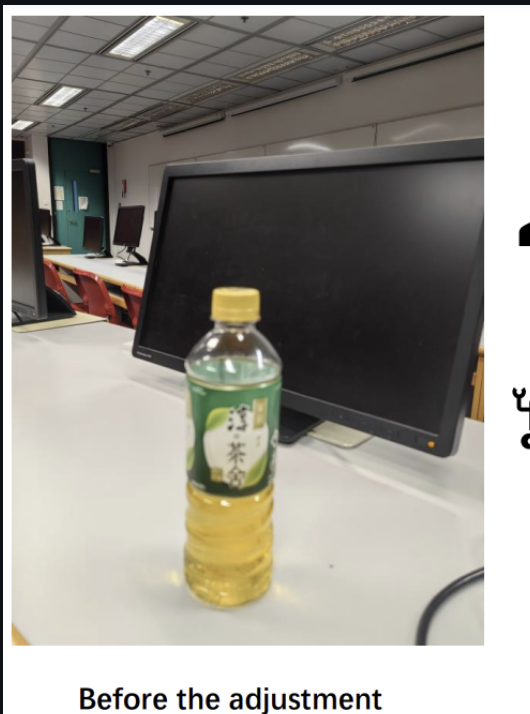 淳
茶舍
Before the adjustment